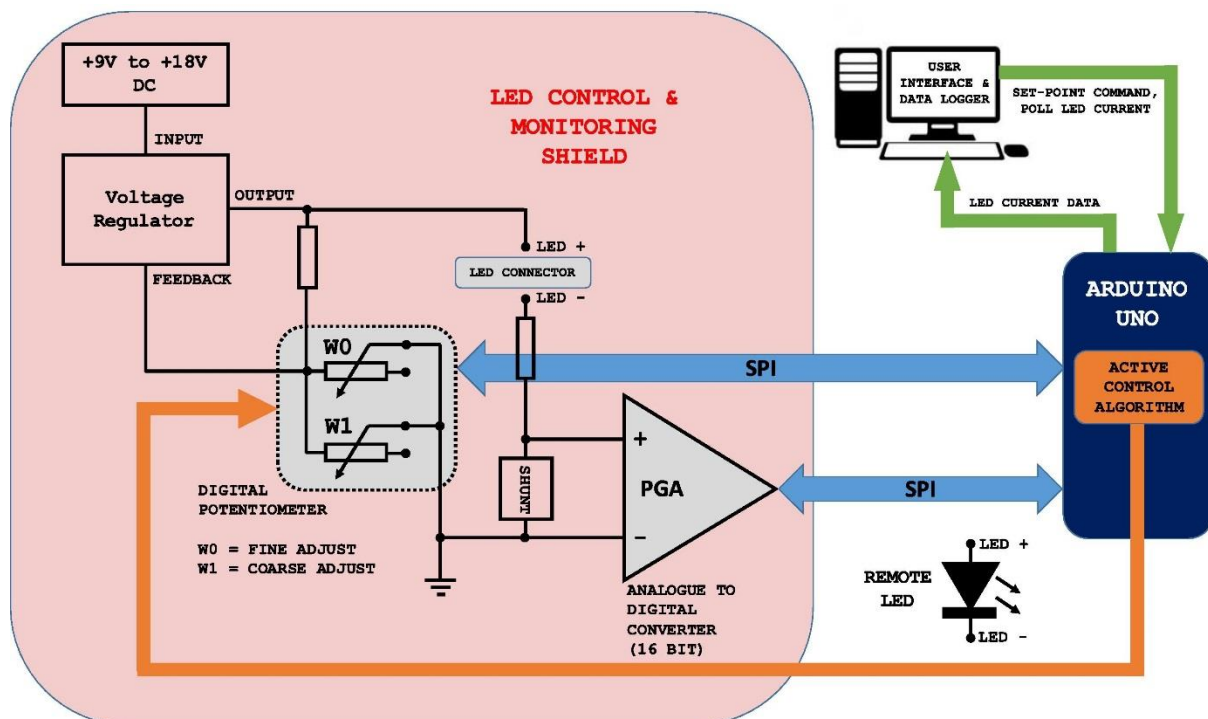 +9V to +18V
DC
LED CONTROL &
MONITORING
SHIELD
INPUT
Voltage
Regulator
OUTPUT
FEEDBACK
LED +
LED CONNECTOR
LED -
W0
W1
DIGITAL
POTENTIOMETER
W0 = FINE ADJUST
W1 = COARSE ADJUST
SHUNT
+
PGA
-
ANALOGUE TO
DIGITAL
CONVERTER
(16 BIT)
SPI
SPI
USER
INTERFACE &
DATA LOGGER
SET-POINT COMMAND,
POLL LED CURRENT
LED CURRENT DATA
ARDUINO
UNO
ACTIVE
CONTROL
ALGORITHM
REMOTE
LED
LED +
LED -